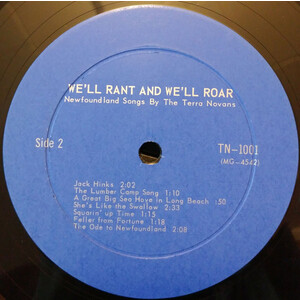 WE'LL RANT AND WE'LL ROAR
Newfoundland Songs By The Terra Novans
Side 2
TN-1001
(MG-4542)
Jack Hinks 2:02
The Lumber Camp Song 1:10
A Great Big Sea Hove in Long Beach :50
She's Like the Swallow 2:33
Squarin' up Time 1:15
Feller from Fortune 1:18
The Ode to Newfoundland 2:08